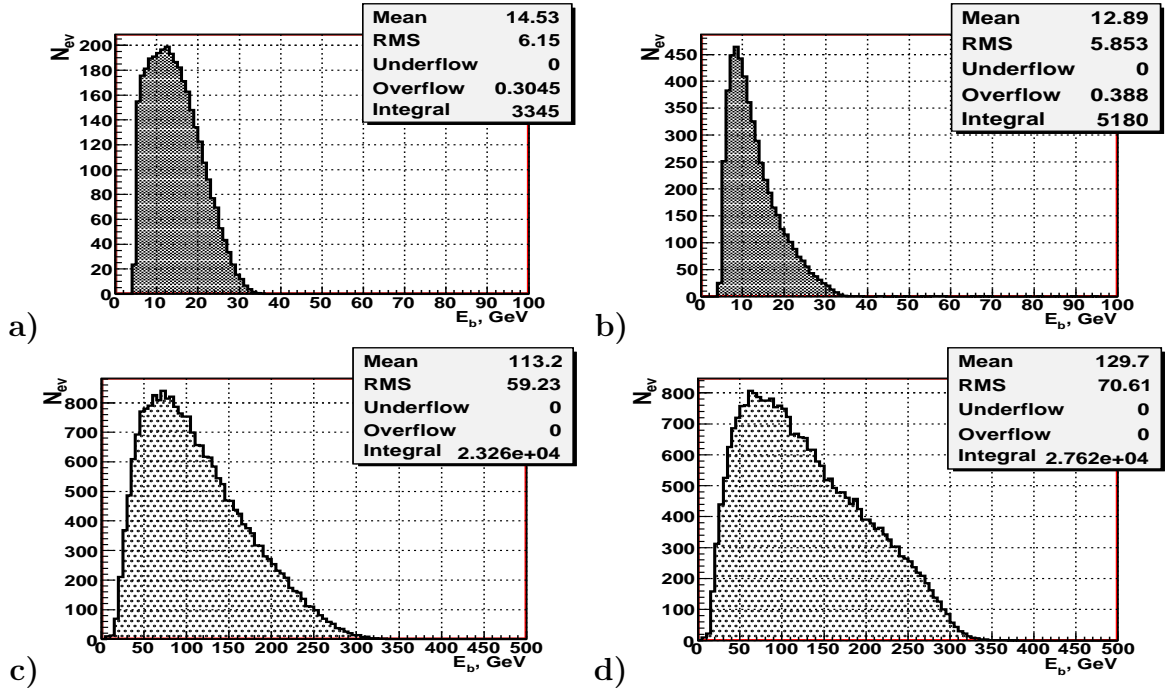 Mean 14.53
RMS 6.15
Underflow 0
Overflow 0.3045
Integral 3345
N_ev
200
180
160
140
120
100
80
60
40
20
0
0 10 20 30 40 50 60 70 80 90 100
E_b, GeV
a)
Mean 12.89
RMS 5.853
Underflow 0
Overflow 0.388
Integral 5180
N_ev
450
400
350
300
250
200
150
100
50
0
0 10 20 30 40 50 60 70 80 90 100
E_b, GeV
b)
Mean 113.2
RMS 59.23
Underflow 0
Overflow 0
Integral 2.326e+04
N_ev
800
700
600
500
400
300
200
100
0
0 50 100 150 200 250 300 350 400 450 500
E_b, GeV
c)
Mean 129.7
RMS 70.61
Underflow 0
Overflow 0
Integral 2.762e+04
N_ev
800
700
600
500
400
300
200
100
0
0 50 100 150 200 250 300 350 400 450 500
E_b, GeV
d)